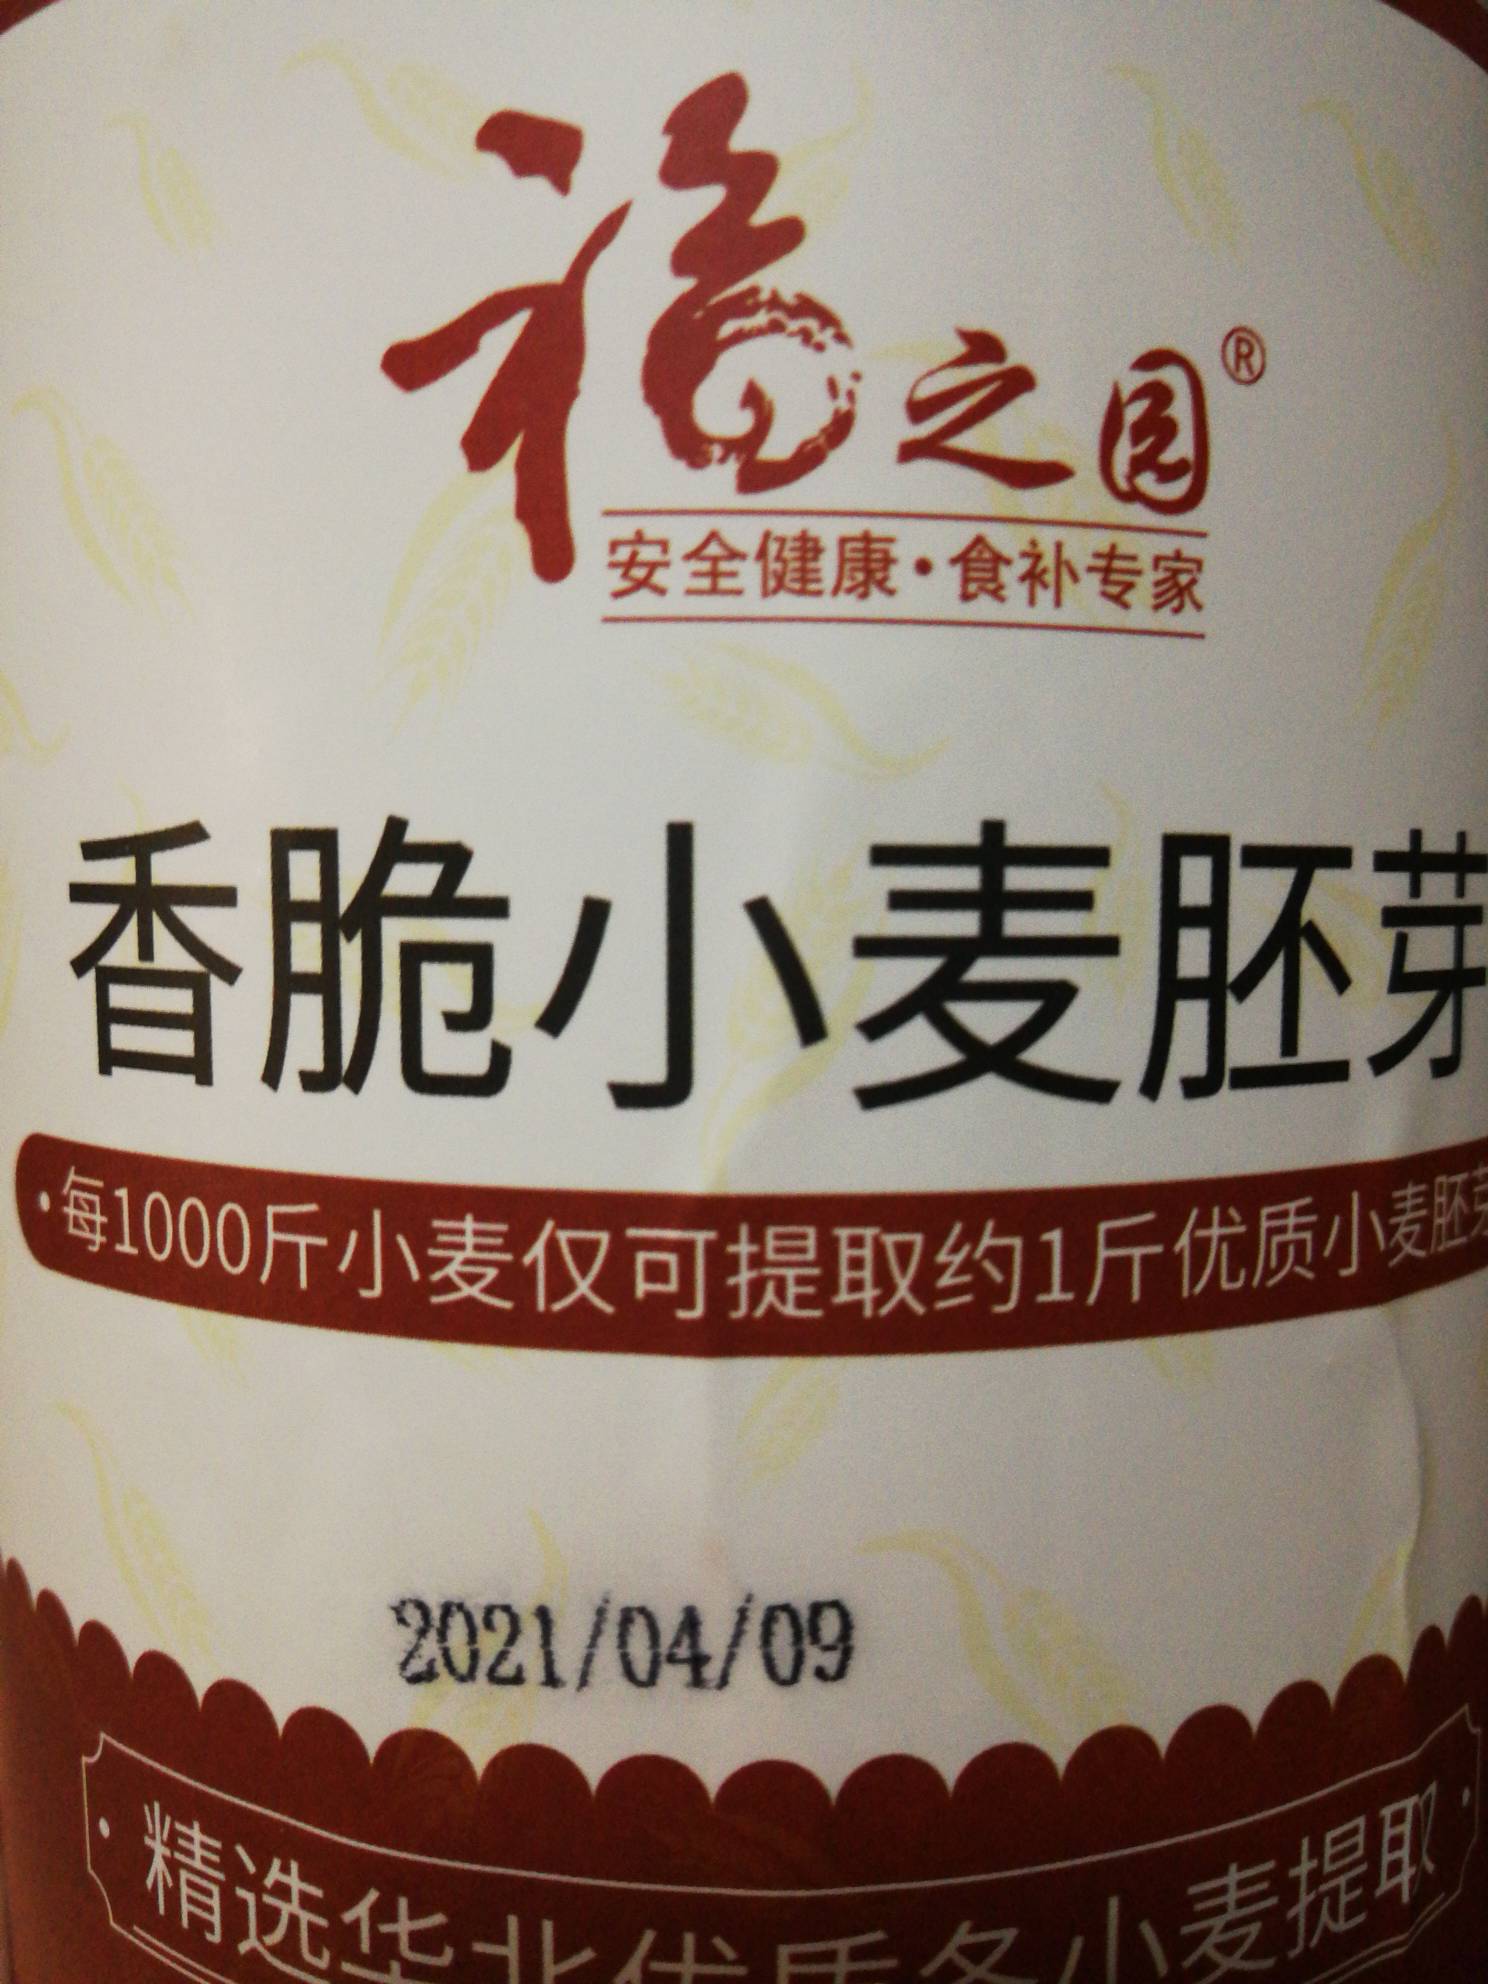 福之园®
安全健康·食补专家
香脆小麦胚芽
·每1000斤小麦仅可提取约1斤优质小麦胚芽
2021/04/09
·精选华北优质冬小麦提取·